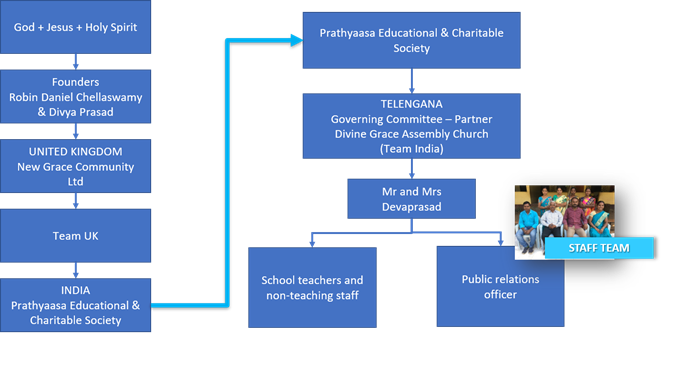 God + Jesus + Holy Spirit
Founders
Robin Daniel Chellaswamy
& Divya Prasad
UNITED KINGDOM
New Grace Community
Ltd
Team UK
INDIA
Prathyaasa Educational &
Charitable Society
Prathyaasa Educational & Charitable
Society
TELENGANA
Governing Committee – Partner
Divine Grace Assembly Church
(Team India)
Mr and Mrs
Devaprasad
School teachers and
non-teaching staff
Public relations
officer
STAFF TEAM